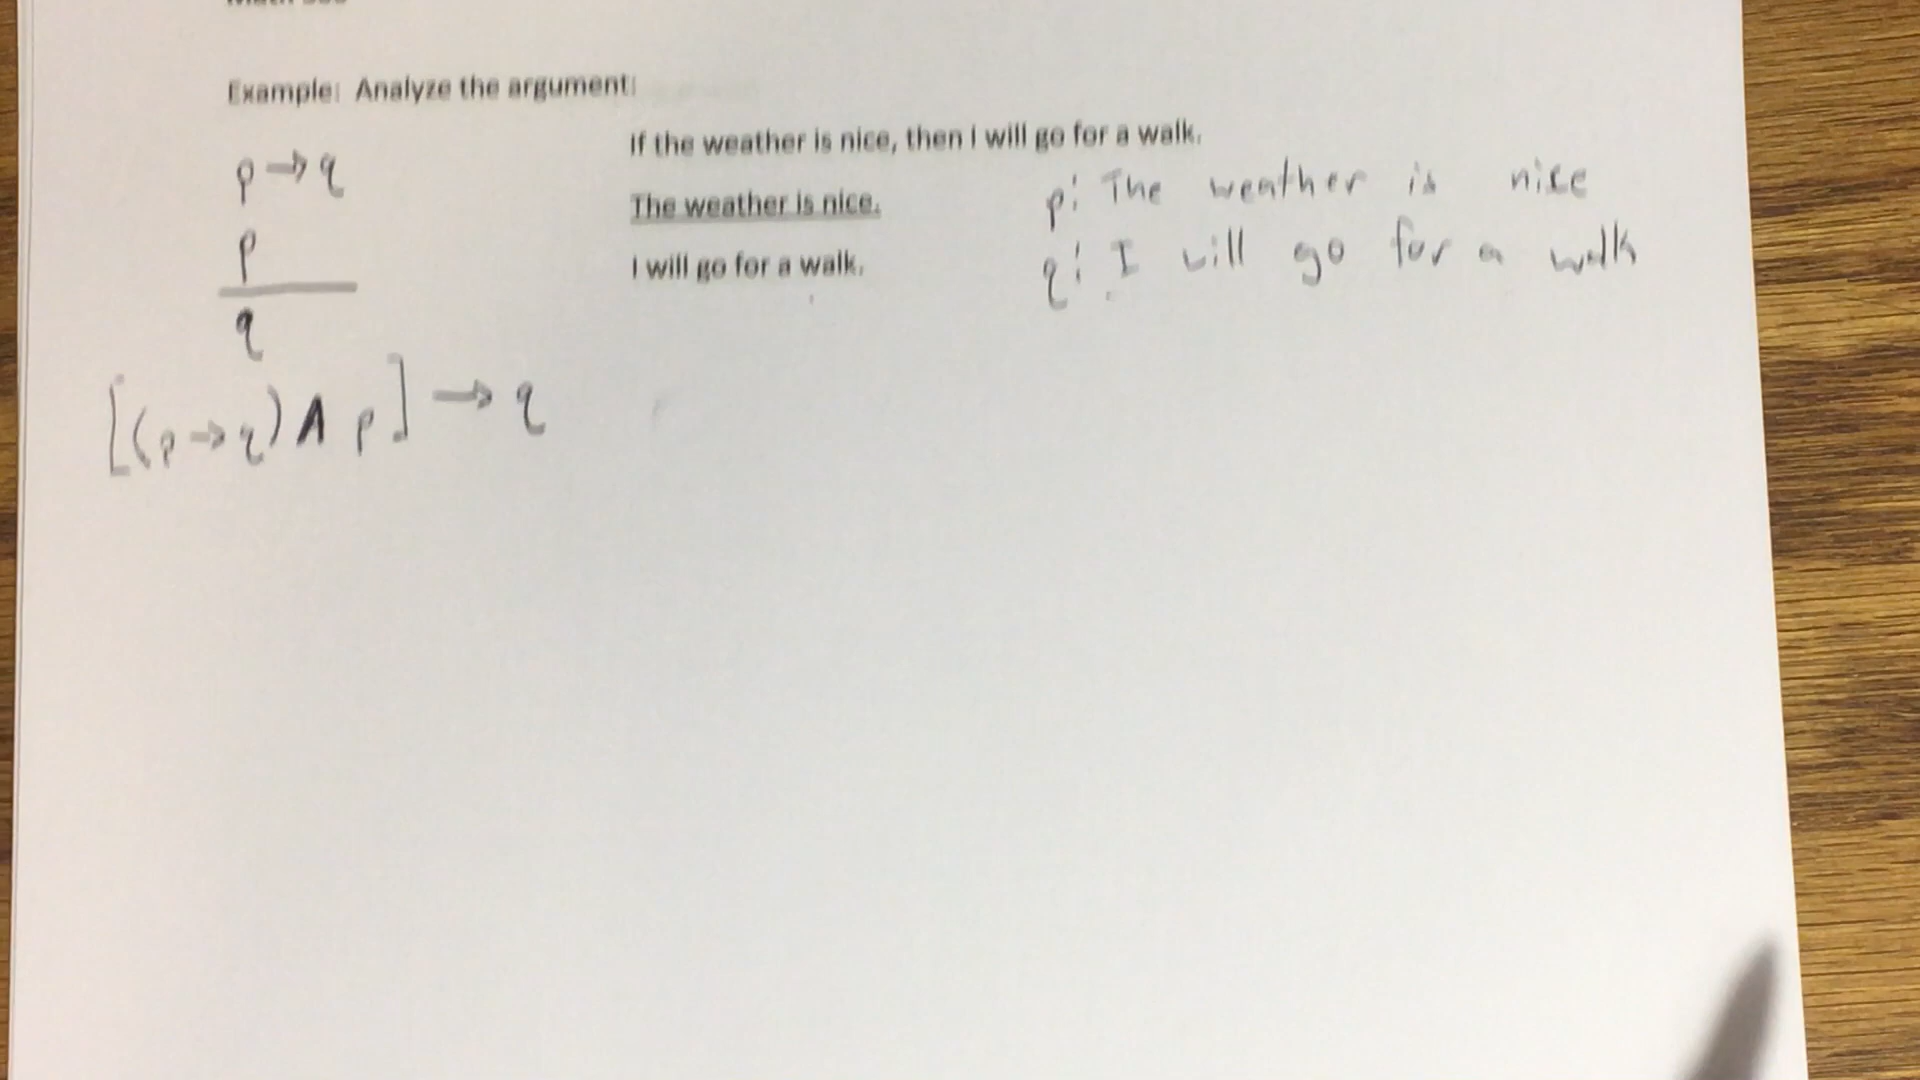 Example: Analyze the argument:
If the weather is nice, then I will go for a walk.
The weather is nice.
I will go for a walk.
p → q
p
q
p: The weather is nice
q: I will go for a walk
[(p → q) ∧ p] → q